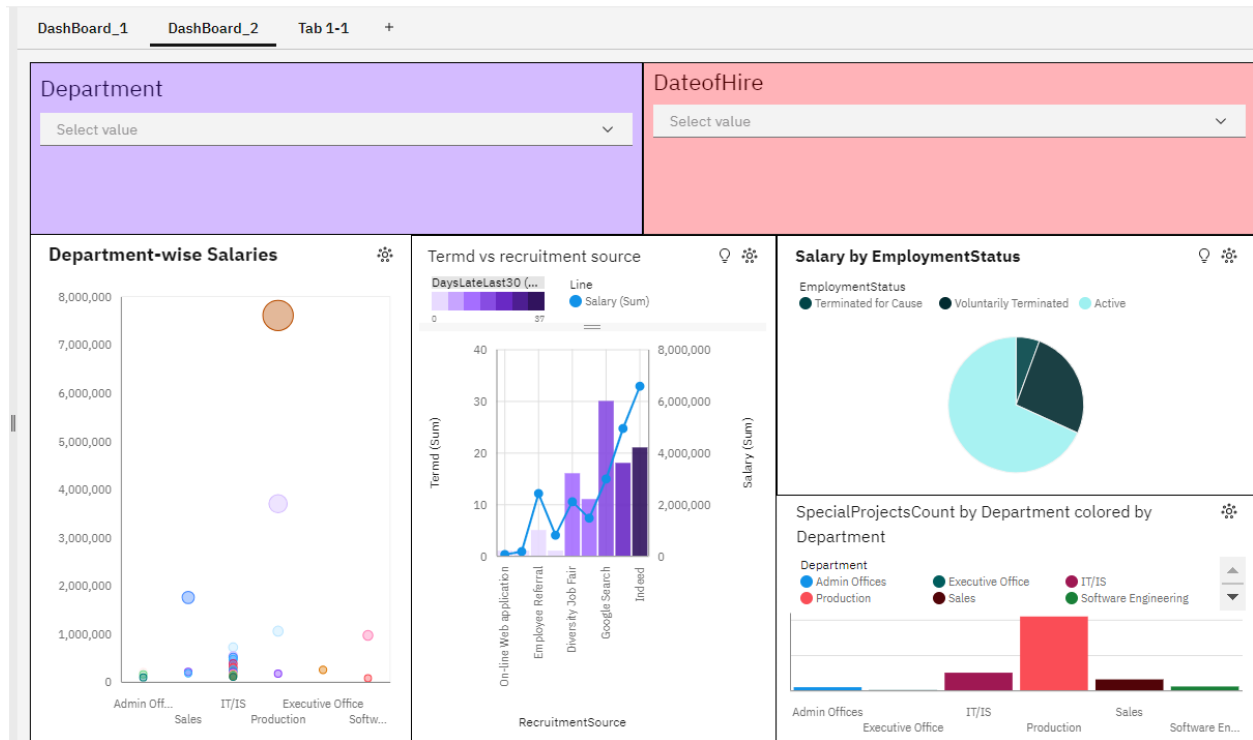 DashBoard_1 DashBoard_2 Tab 1-1 +
Department
Select value
DateofHire
Select value
Department-wise Salaries
8,000,000
7,000,000
6,000,000
5,000,000
4,000,000
3,000,000
2,000,000
1,000,000
0
Admin Off... IT/IS Executive Office
Sales Production Softw...
Termd vs recruitment source
DaysLateLast30 (... Line
Salary (Sum)
0 37
40 8,000,000
30 6,000,000
20 4,000,000
10 2,000,000
0 0
Termd (Sum)
Salary (Sum)
On-line Web application
Employee Referral
Diversity Job Fair
Google Search
Indeed
RecruitmentSource
Salary by EmploymentStatus
EmploymentStatus
Terminated for Cause Voluntarily Terminated Active
SpecialProjectsCount by Department colored by
Department
Department
Admin Offices Executive Office IT/IS
Production Sales Software Engineering
Admin Offices IT/IS Sales
Executive Office Production Software En...